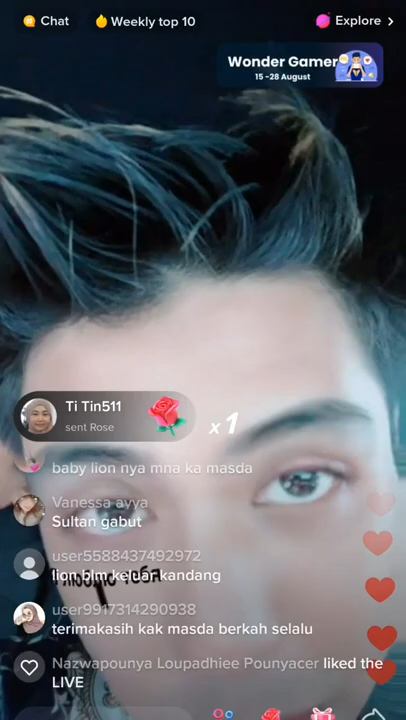 Chat
Weekly top 10
Explore >
Wonder Gamer
15 -28 August
Ti Tin511
sent Rose
x1
baby lion nya mna ka masda
Vanessa ayya
Sultan gabut
user5588437492972
lion blm keluar kandang
user9917314290938
terimakasih kak masda berkah selalu
Nazwapounya Loupadhiee Pounyacer liked the
LIVE